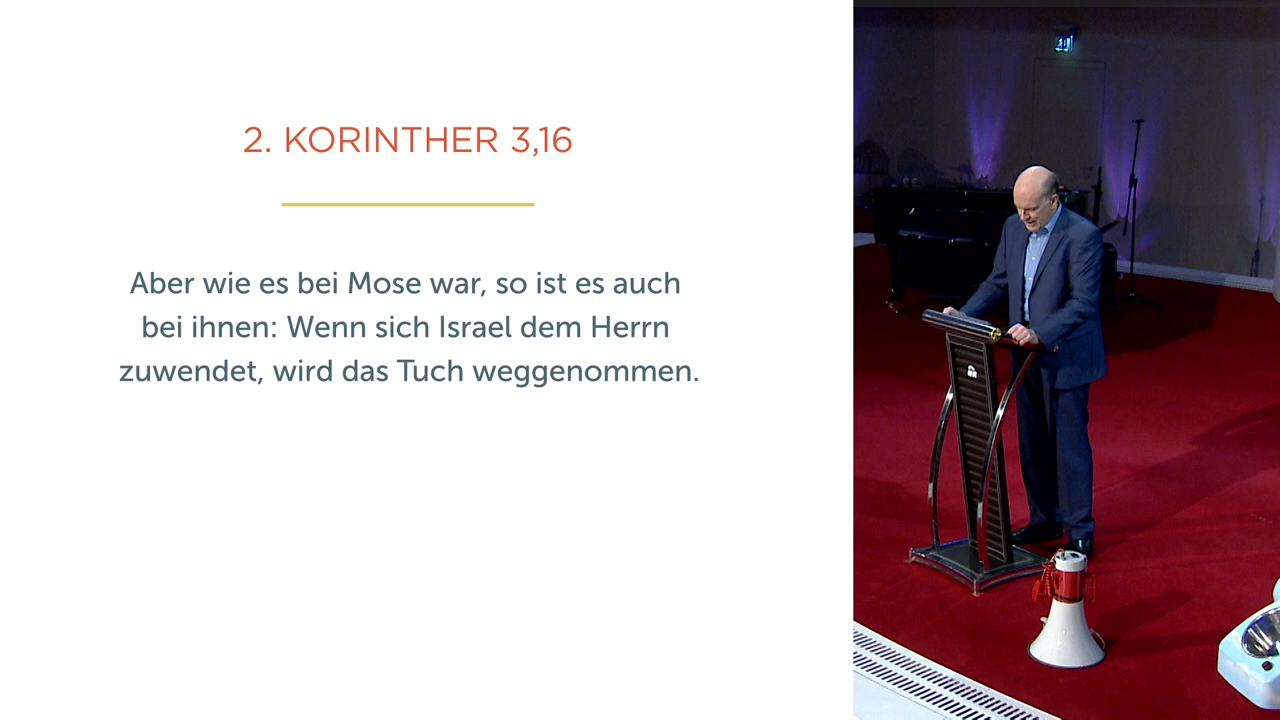 2. KORINTHER 3,16
Aber wie es bei Mose war, so ist es auch
bei ihnen: Wenn sich Israel dem Herrn
zuwendet, wird das Tuch weggenommen.